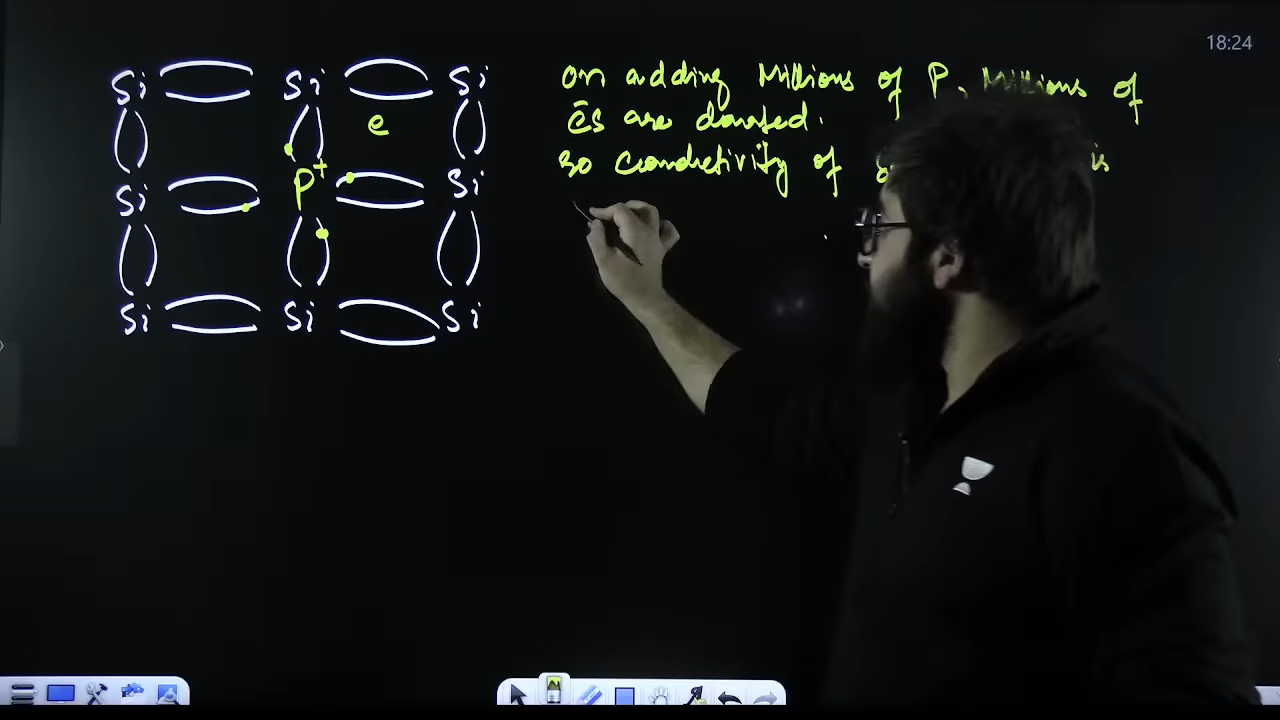 18:24
Si Si Si
e
Si P+ Si
Si Si Si
on adding Millions of P, Millions of
ēs are donated.
so conductivity of is